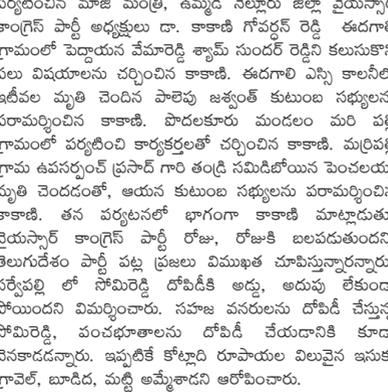 పర్యటించిన మాజీ మంత్రి, ఉమ్మడి నెల్లూరు జిల్లా వైయస్సార్
కాంగ్రెస్ పార్టీ అధ్యక్షులు డా. కాకాణి గోవర్ధన్ రెడ్డి ఈదగాలి
గ్రామంలో పెద్దాయన వేమారెడ్డి శ్యామ్ సుందర్ రెడ్డిని కలుసుకొని
పలు విషయాలను చర్చించిన కాకాణి. ఈదగాలి ఎస్సి కాలనీలో
ఇటీవల మృతి చెందిన పాలెపు జశ్వంత్ కుటుంబ సభ్యులను
పరామర్శించిన కాకాణి. పొదలకూరు మండలం మరి పల్లి
గ్రామంలో పర్యటించి కార్యకర్తలతో చర్చించిన కాకాణి. మర్రిపల్లి
గ్రామ ఉపసర్పంచ్ ప్రసాద్ గారి తండ్రి సమిడిబోయిన పెంచలయ్య
మృతి చెందడంతో, ఆయన కుటుంబ సభ్యులను పరామర్శించిన
కాకాణి. తన పర్యటనలో భాగంగా కాకాణి మాట్లాడుతూ
వైయస్సార్ కాంగ్రెస్ పార్టీ రోజు, రోజుకి బలపడుతుందని
తెలుగుదేశం పార్టీ పట్ల ప్రజలు విముఖత చూపిస్తున్నారన్నారు.
సర్వేపల్లి లో సోమిరెడ్డి దోపిడీకి అడ్డు, అదుపు లేకుండా
పోయిందని విమర్శించారు. సహజ వనరులను దోపిడీ చేస్తున్న
సోమిరెడ్డి, పంచభూతాలను దోపిడీ చేయడానికి కూడా
వెనకాడడన్నారు. ఇప్పటికే కోట్లాది రూపాయల విలువైన ఇసుక
గ్రావెల్, బూడిద, మట్టి అమ్మేశాడని ఆరోపించారు.